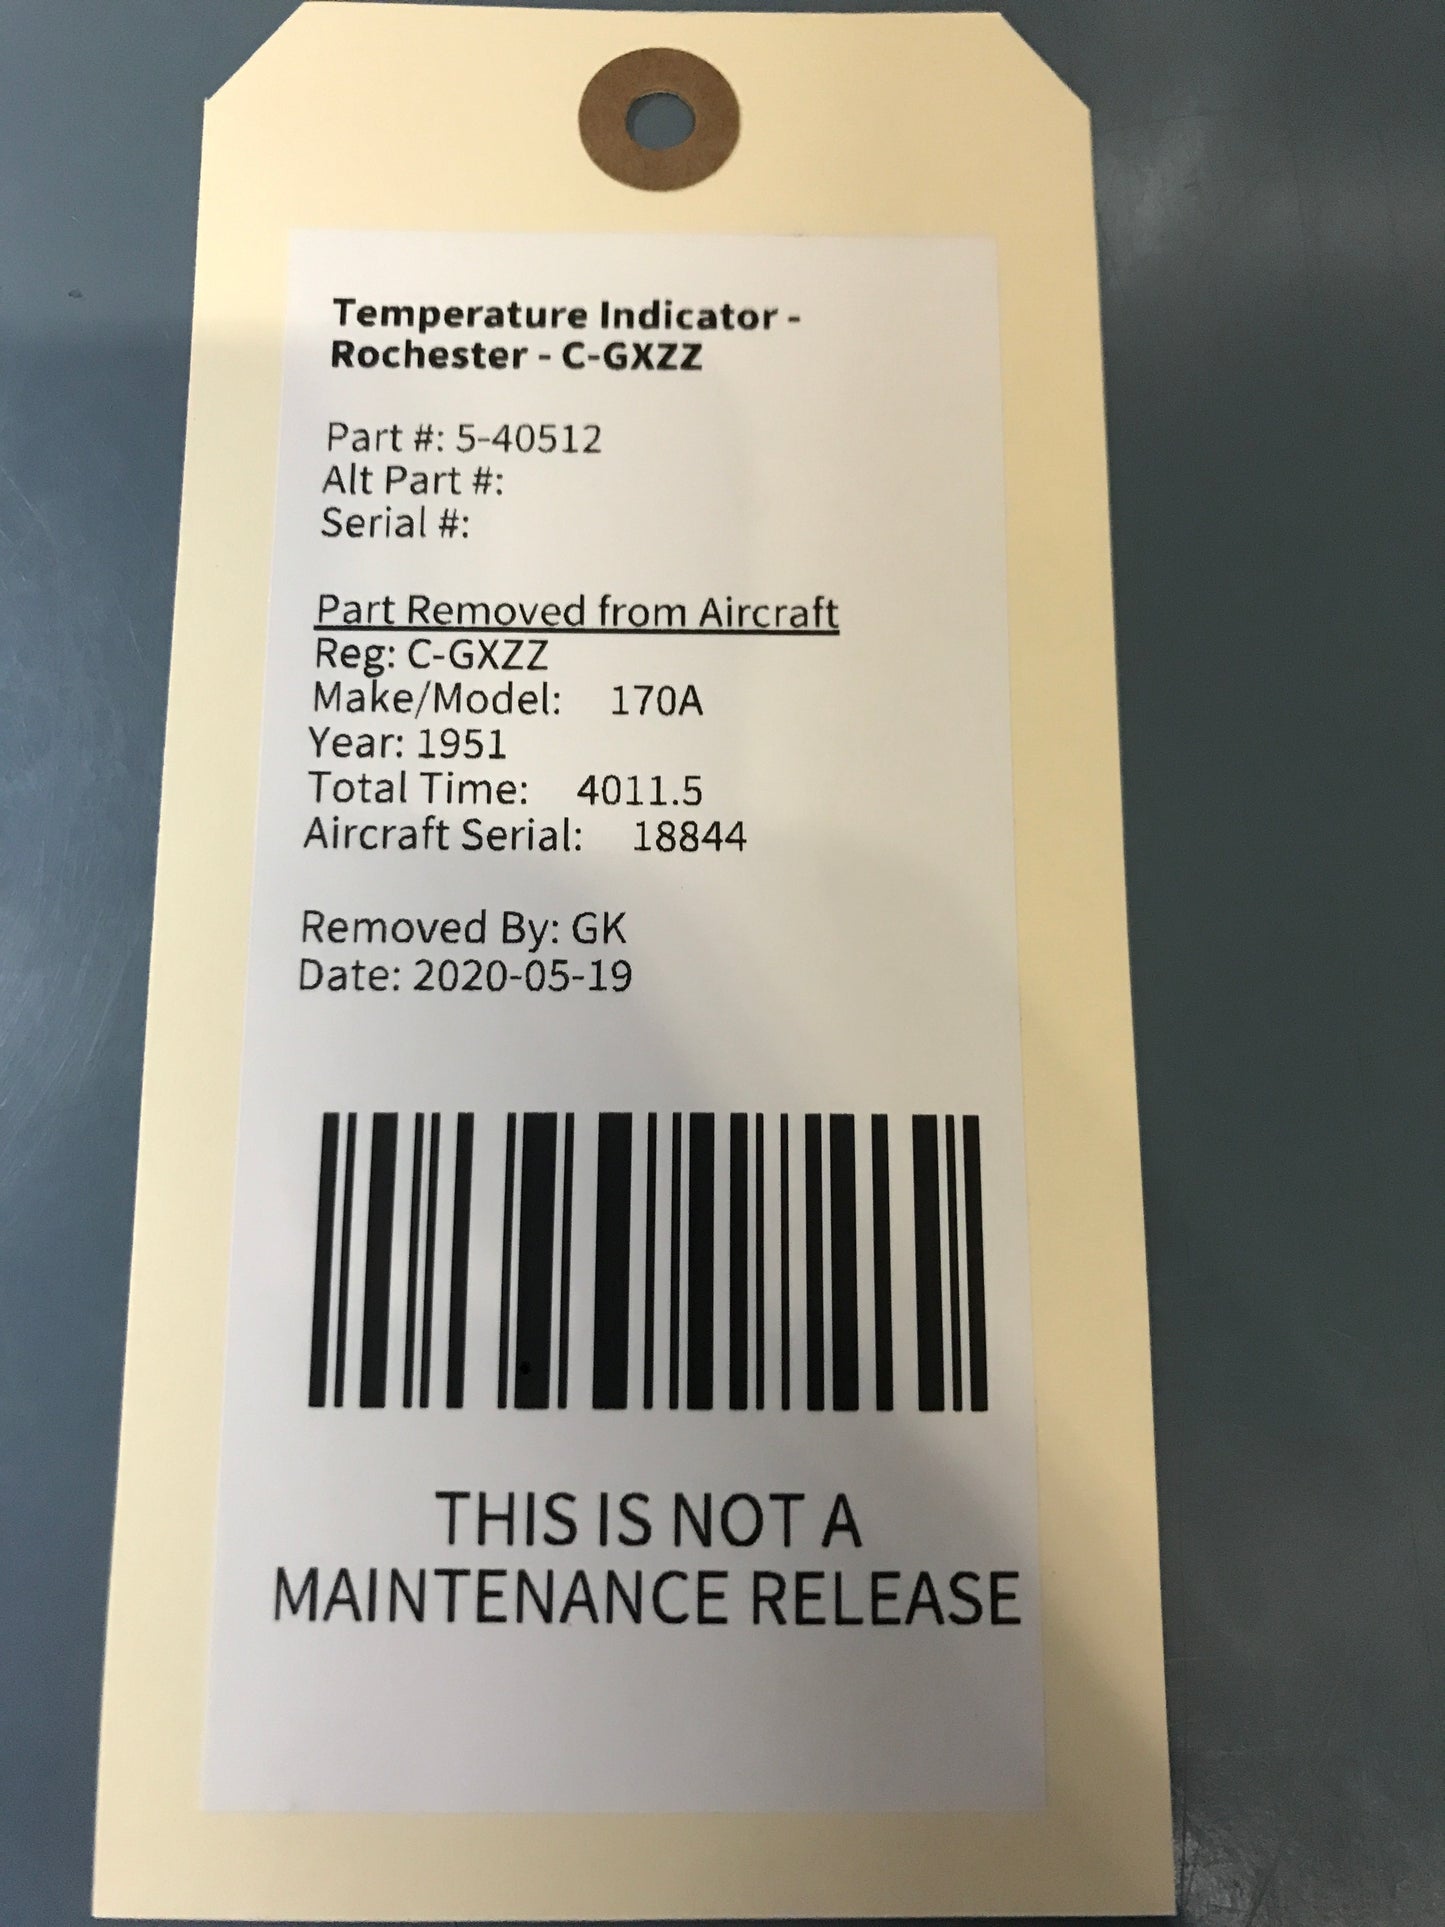 Temperature Indicator -
Rochester - C-GXZZ
Part #: 5-40512
Alt Part #:
Serial #:
Part Removed from Aircraft
Reg: C-GXZZ
Make/Model: 170A
Year: 1951
Total Time: 4011.5
Aircraft Serial: 18844
Removed By: GK
Date: 2020-05-19
THIS IS NOT A
MAINTENANCE RELEASE